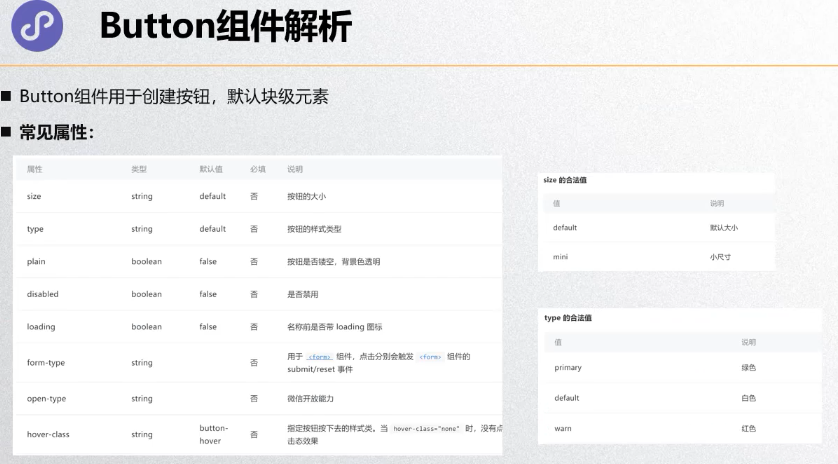 Button组件解析
Button组件用于创建按钮，默认块级元素
常见属性：
属性 类型 默认值 必填 说明
size string default 否 按钮的大小
type string default 否 按钮的样式类型
plain boolean false 否 按钮是否镂空，背景色透明
disabled boolean false 否 是否禁用
loading boolean false 否 名称前是否带 loading 图标
form-type string 否 用于 <form> 组件，点击分别会触发 <form> 组件的
submit/reset 事件
open-type string 否 微信开放能力
hover-class string button-hover 否 指定按钮按下去的样式类。当 hover-class="none" 时，没有点
击态效果
size 的合法值
值 说明
default 默认大小
mini 小尺寸
type 的合法值
值 说明
primary 绿色
default 白色
warn 红色